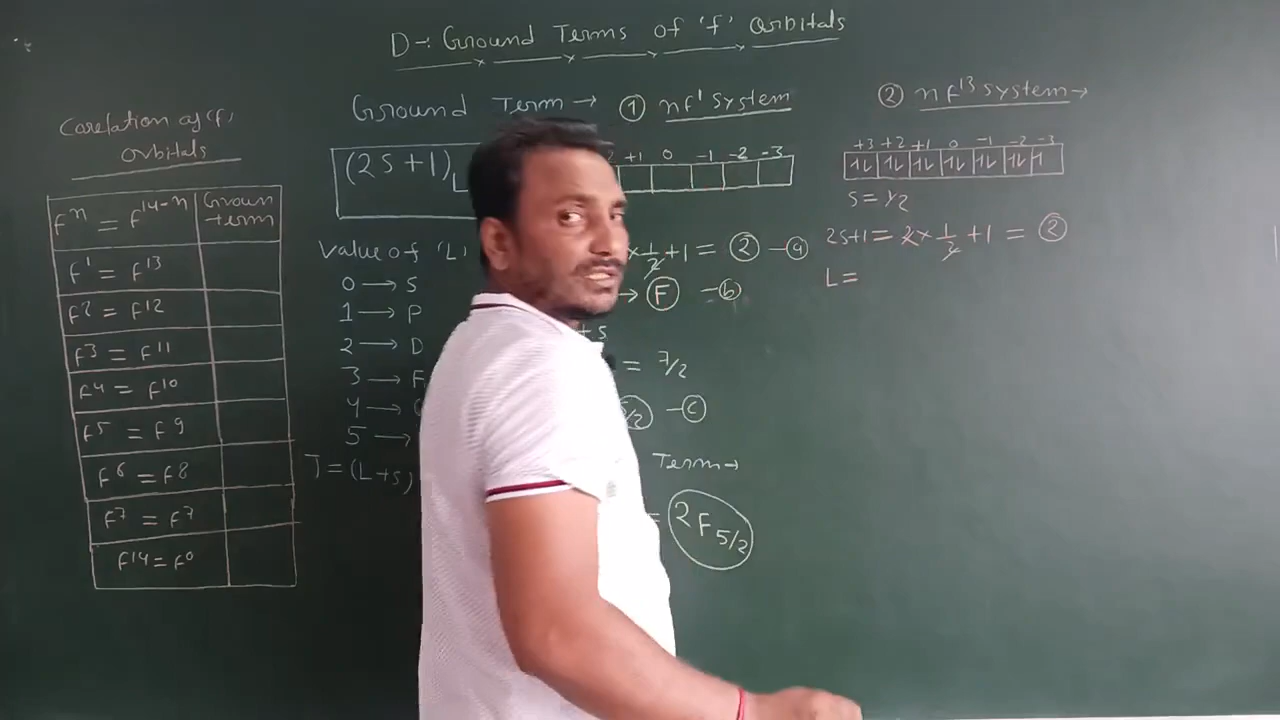 D-: Ground Terms of 'f' Orbitals
Corelation of 'f'
orbitals
fⁿ = f¹⁴⁻ⁿ Groun
term
f¹ = f¹³
f² = f¹²
f³ = f¹¹
f⁴ = f¹⁰
f⁵ = f⁹
f⁶ = f⁸
f⁷ = f⁷
f¹⁴ = f⁰
Ground Term →
(2S+1)L
Value of 'L'
0 → S
1 → P
2 → D
3 → F
4 →
5 →
J = (L+S)
① nf¹ system
+1 0 -1 -2 -3
× 1/2 + 1 = ② -ⓐ
→ Ⓕ -ⓑ
+ S
= 7/2
-ⓒ
Term →
²F₅/₂
② nf¹³ system →
+3 +2 +1 0 -1 -2 -3
⥮ ⥮ ⥮ ⥮ ⥮ ⥮ ↿
S = 1/2
2S+1 = 2 × 1/2 + 1 = ②
L =